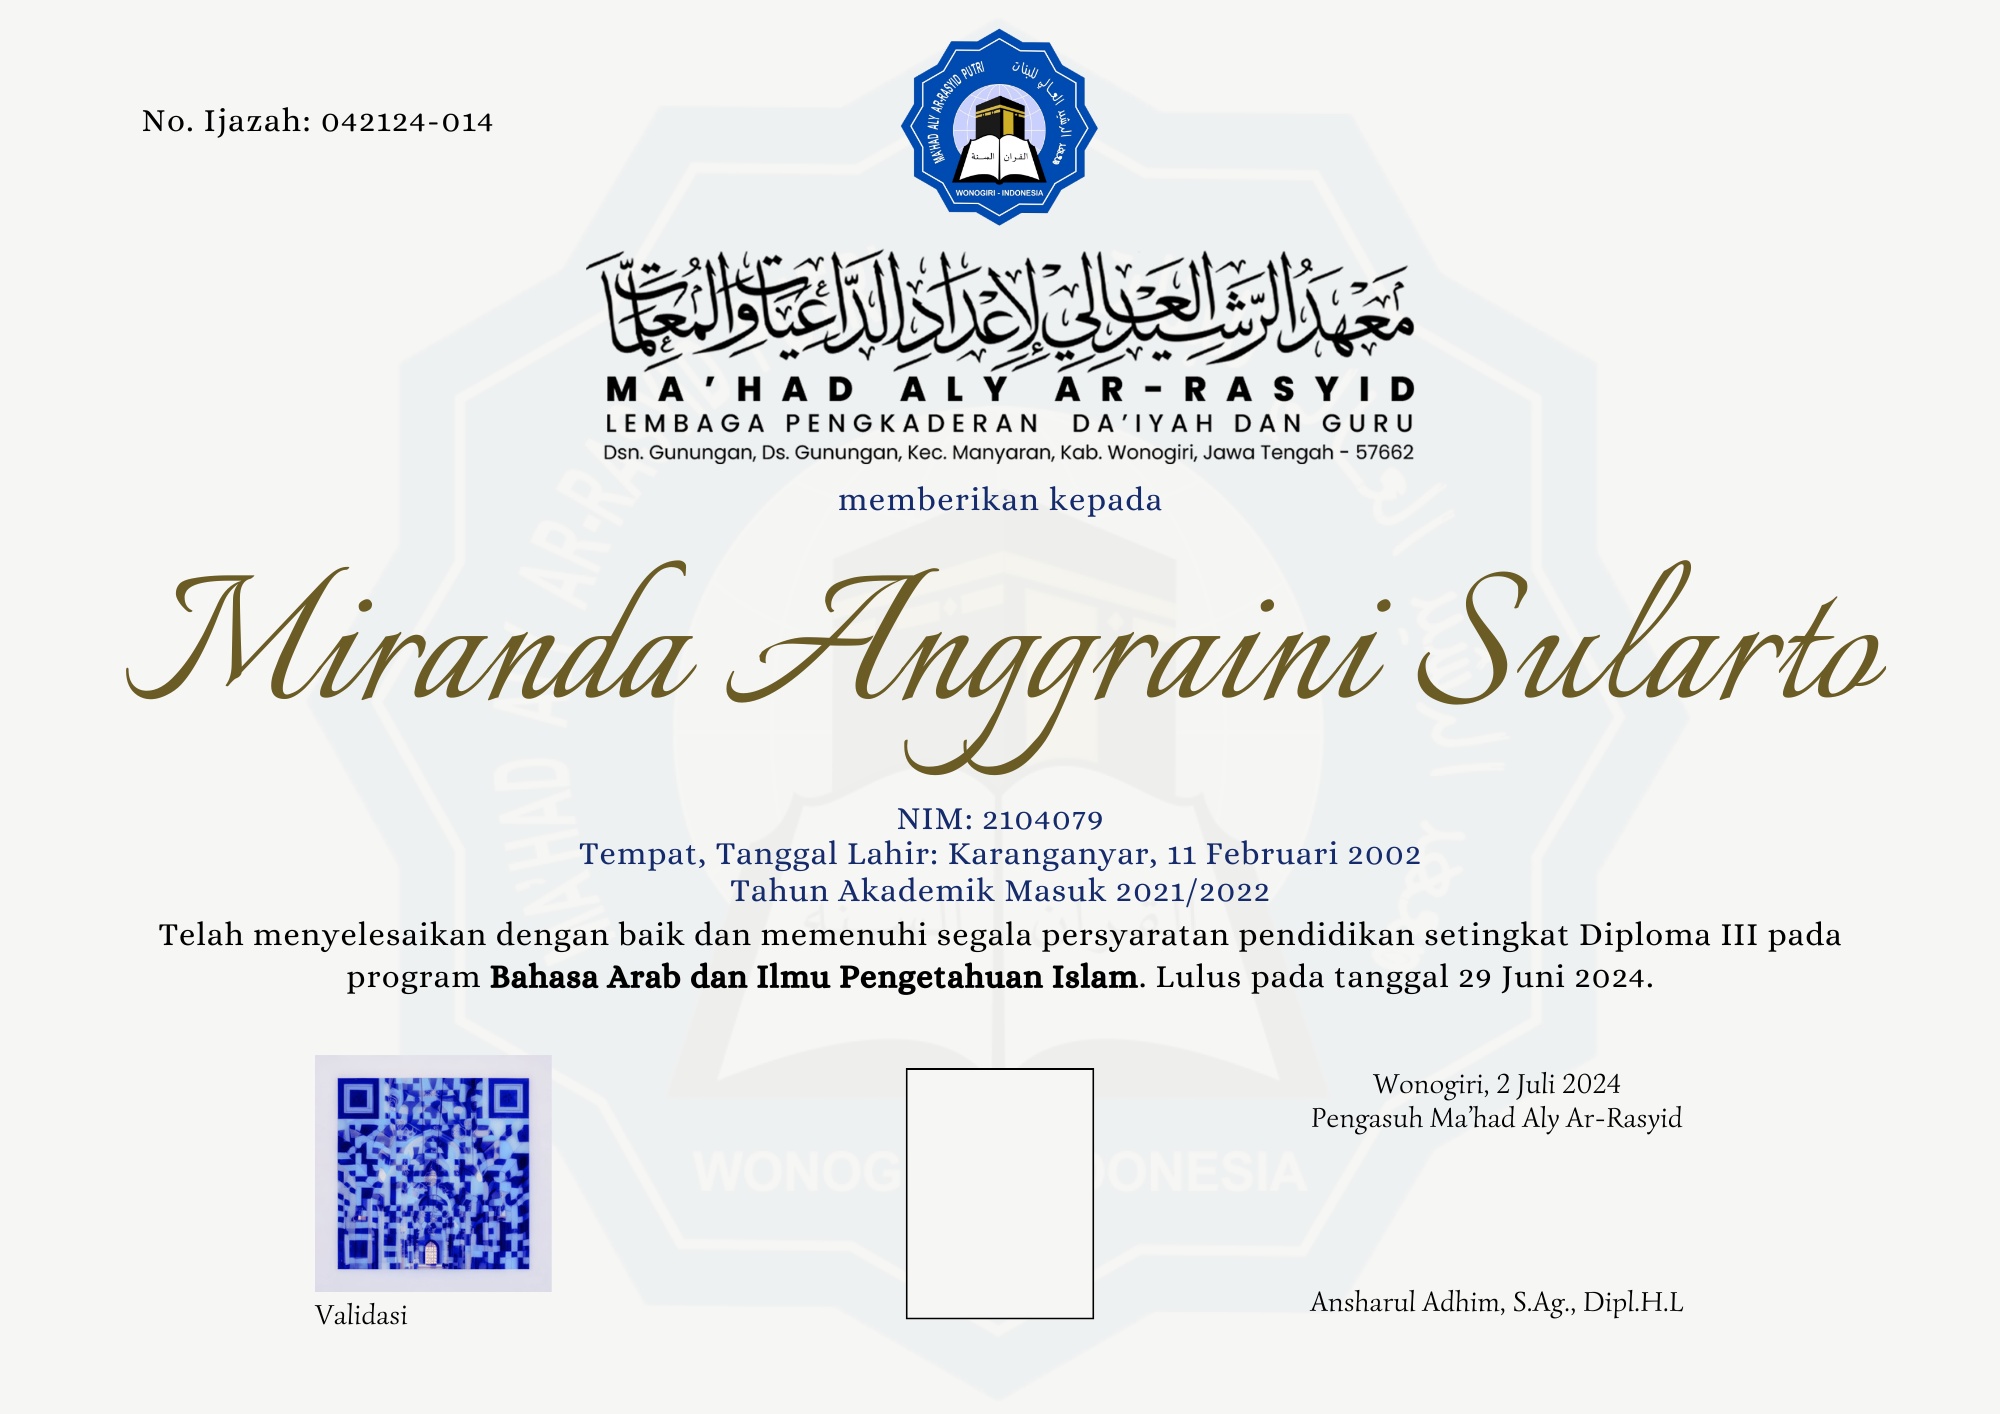 No. Ijazah: 042124-014
MA'HAD ALY AR-RASYID PUTRI
معهد الرشيد العالي للبنات
السنة القرآن
WONOGIRI - INDONESIA
معهد الرشيد العالي لإعداد الداعيات والمعلمات
MA'HAD ALY AR-RASYID
LEMBAGA PENGKADERAN DA'IYAH DAN GURU
Dsn. Gunungan, Ds. Gunungan, Kec. Manyaran, Kab. Wonogiri, Jawa Tengah - 57662
memberikan kepada
Miranda Anggraini Sularto
NIM: 2104079
Tempat, Tanggal Lahir: Karanganyar, 11 Februari 2002
Tahun Akademik Masuk 2021/2022
Telah menyelesaikan dengan baik dan memenuhi segala persyaratan pendidikan setingkat Diploma III pada
program Bahasa Arab dan Ilmu Pengetahuan Islam. Lulus pada tanggal 29 Juni 2024.
Wonogiri, 2 Juli 2024
Pengasuh Ma'had Aly Ar-Rasyid
Ansharul Adhim, S.Ag., Dipl.H.L
Validasi